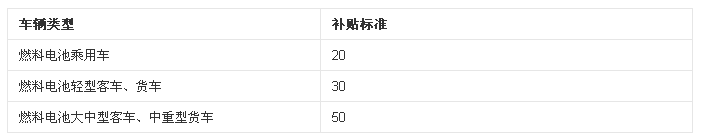 车辆类型 补贴标准
燃料电池乘用车 20
燃料电池轻型客车、货车 30
燃料电池大中型客车、中重型货车 50